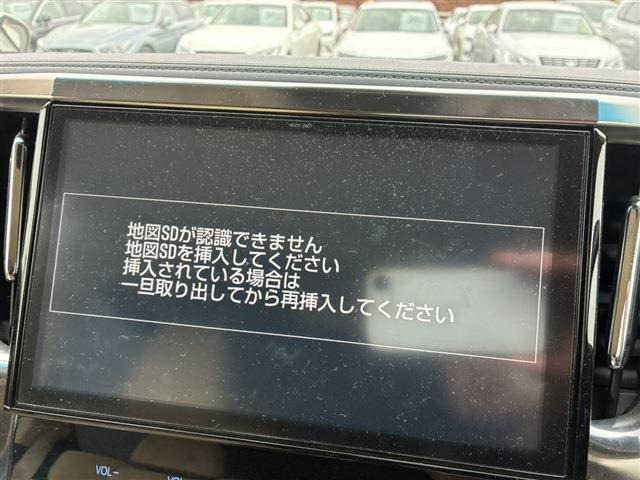 地図SDが認識できません
地図SDを挿入してください
挿入されている場合は
一旦取り出してから再挿入してください
VOL−